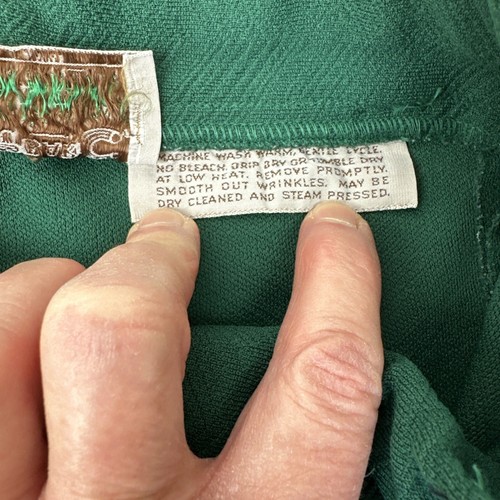 MACHINE WASH WARM, GENTLE CYCLE.
NO BLEACH. DRIP DRY OR TUMBLE DRY
AT LOW HEAT. REMOVE PROMPTLY.
SMOOTH OUT WRINKLES. MAY BE
DRY CLEANED AND STEAM PRESSED.